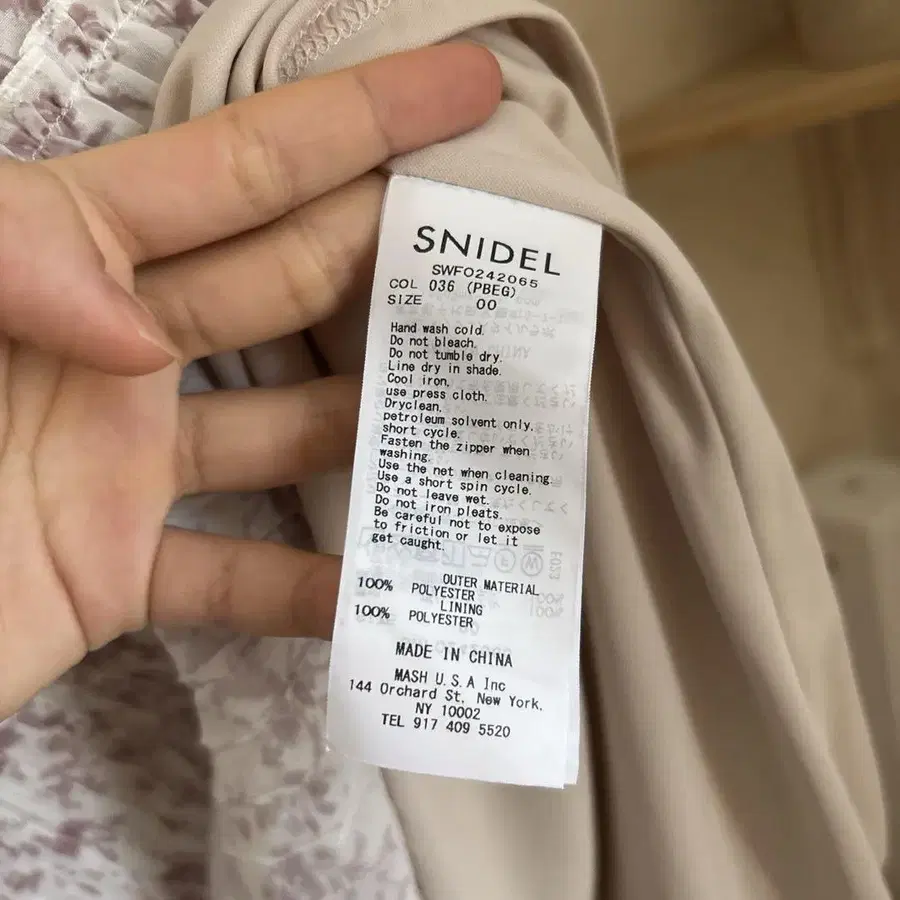 SNIDEL
SWFO242065
COL 036 (PBEG)
SIZE 00
Hand wash cold.
Do not bleach.
Do not tumble dry.
Line dry in shade.
Cool iron.
use press cloth.
Dryclean.
petroleum solvent only.
short cycle.
Fasten the zipper when
washing.
Use the net when cleaning.
Use a short spin cycle.
Do not leave wet.
Do not iron pleats.
Be careful not to expose
to friction or let it
get caught.
OUTER MATERIAL
100% POLYESTER
LINING
100% POLYESTER
MADE IN CHINA
MASH U.S.A Inc
144 Orchard St, New York.
NY 10002
TEL 917 409 5520